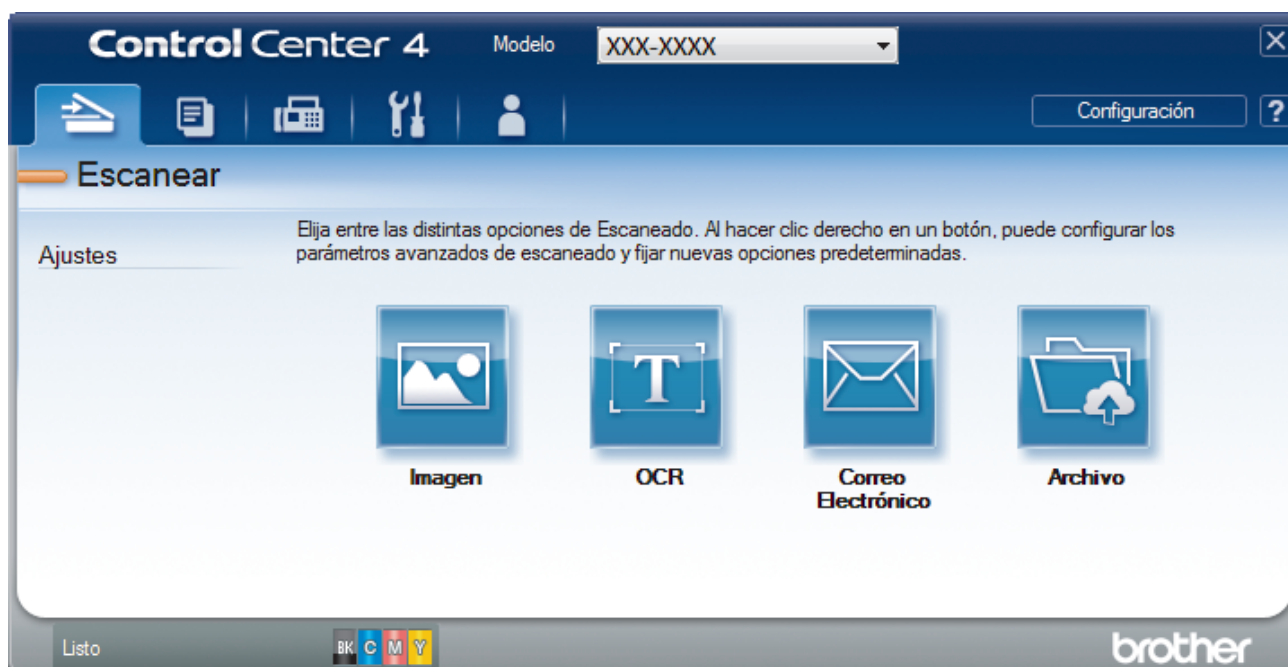 Control Center 4
Modelo
XXX-XXXX
Configuración
?
Escanear
Ajustes
Elija entre las distintas opciones de Escaneado. Al hacer clic derecho en un botón, puede configurar los
parámetros avanzados de escaneado y fijar nuevas opciones predeterminadas.
T
Imagen
OCR
Correo
Electrónico
Archivo
Listo
BK C M Y
brother